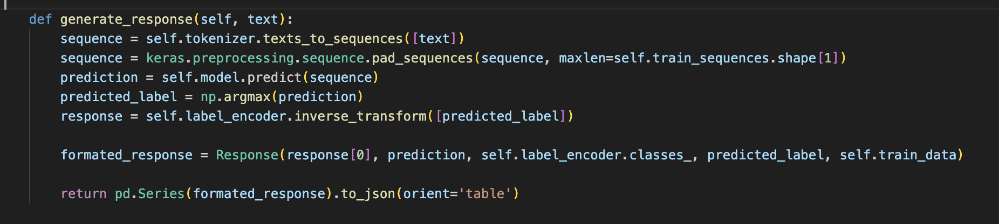 def generate_response(self, text):
    sequence = self.tokenizer.texts_to_sequences([text])
    sequence = keras.preprocessing.sequence.pad_sequences(sequence, maxlen=self.train_sequences.shape[1])
    prediction = self.model.predict(sequence)
    predicted_label = np.argmax(prediction)
    response = self.label_encoder.inverse_transform([predicted_label])
    formated_response = Response(response[0], prediction, self.label_encoder.classes_, predicted_label, self.train_data)
    return pd.Series(formated_response).to_json(orient='table')